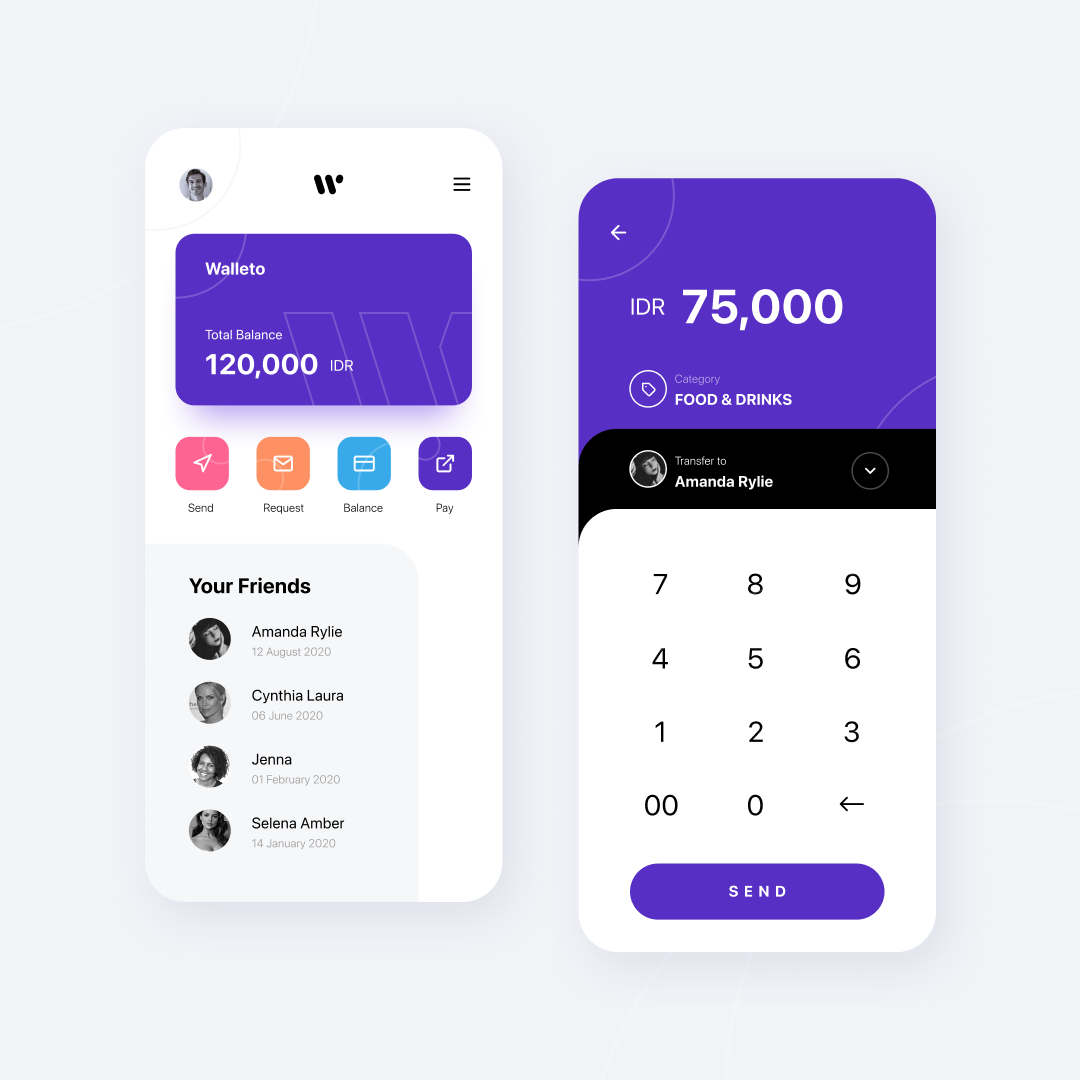 Walleto
Total Balance
120,000 IDR
Send Request Balance Pay
Your Friends
Amanda Rylie
12 August 2020
Cynthia Laura
06 June 2020
Jenna
01 February 2020
Selena Amber
14 January 2020
IDR 75,000
Category
FOOD & DRINKS
Transfer to
Amanda Rylie
7 8 9
4 5 6
1 2 3
00 0
SEND